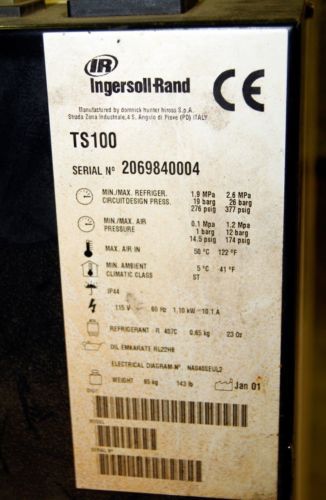 IR
Ingersoll-Rand
CE
Manufactured by domnick hunter hiross S.p.A.
Strada Zona Industriale,4 S. Angelo di Piove (PD) ITALY
TS100
SERIAL N° 2069840004
MIN./MAX. REFRIGER. 1.9 MPa 2.6 MPa
CIRCUIT DESIGN PRESS. 19 barg 26 barg
276 psig 377 psig
MIN./MAX. AIR 0.1 Mpa 1.2 Mpa
PRESSURE 1 barg 12 barg
14.5 psig 174 psig
MAX. AIR IN 50 °C 122 °F
MIN. AMBIENT 5 °C 41 °F
CLIMATIC CLASS ST
IP44
115 V 60 Hz 1,10 kW - 10.1 A
REFRIGERANT - R 407C 0.65 kg 23 Oz
OIL EMKARATE RL22HB
ELECTRICAL DIAGRAM-N°
WEIGHT 65 kg 143 lb Jan 01
MODEL